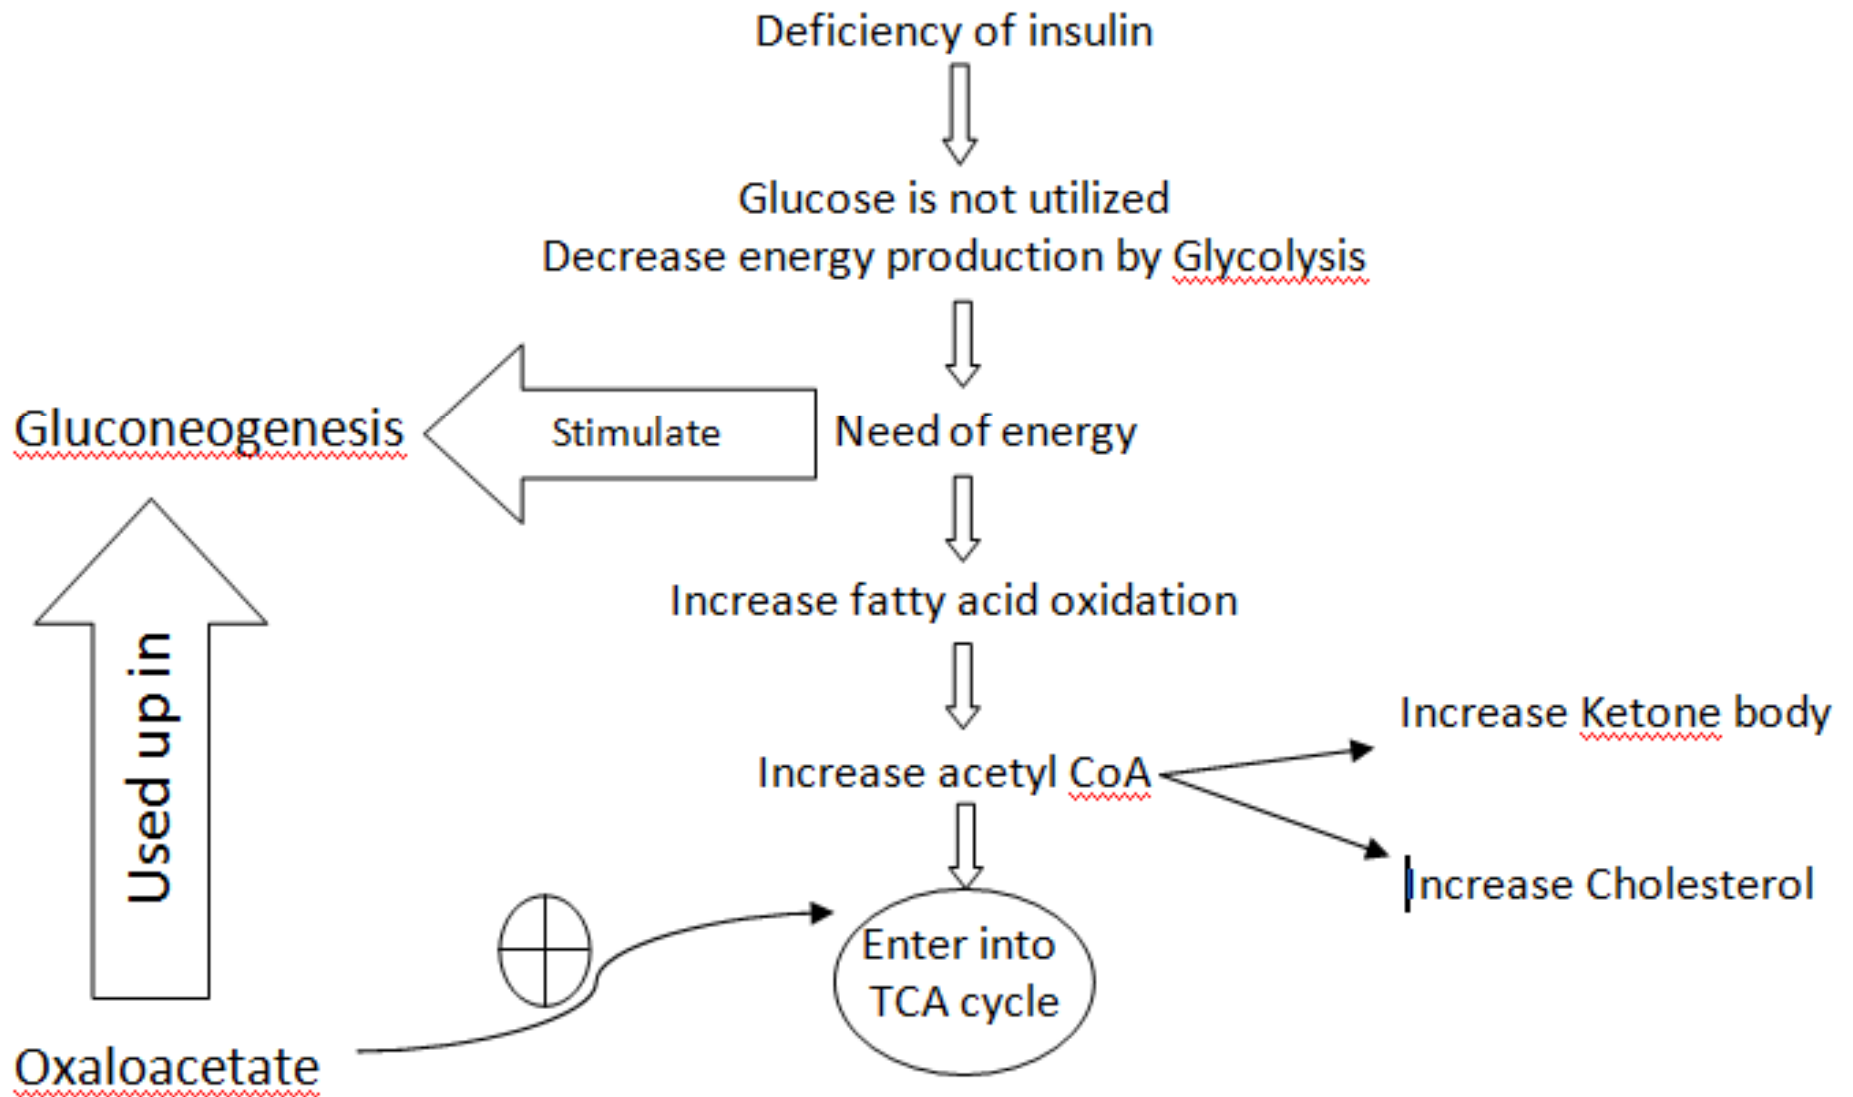 Deficiency of insulin
Glucose is not utilized
Decrease energy production by Glycolysis
Gluconeogenesis
Stimulate
Need of energy
Increase fatty acid oxidation
Used up in
Increase Ketone body
Increase acetyl CoA
Increase Cholesterol
Enter into
TCA cycle
Oxaloacetate